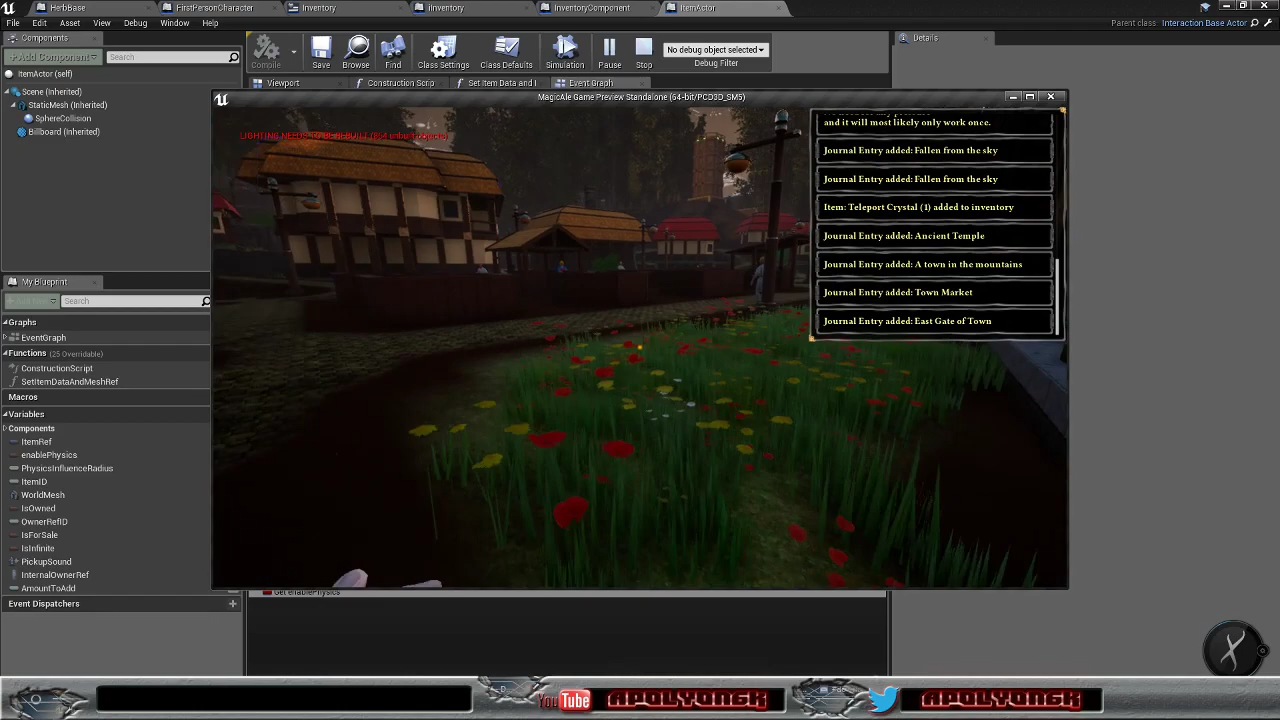 HerbBase
FirstPersonCharacter
Inventory
iInventory
InventoryComponent
ItemActor
File Edit Asset View Debug Window Help
Parent class: Interaction Base Actor
Components
+Add Component
Search
ItemActor (self)
Scene (Inherited)
StaticMesh (Inherited)
SphereCollision
Billboard (Inherited)
Compile
Save
Browse
Find
Class Settings
Class Defaults
Simulation
Pause
Stop
No debug object selected
Debug Filter
Details
Viewport
Construction Scrip
Set Item Data and I
Event Graph
MagicAle Game Preview Standalone (64-bit/PCD3D_SM5)
LIGHTING NEEDS TO BE REBUILT
and it will most likely only work once.
Journal Entry added: Fallen from the sky
Journal Entry added: Fallen from the sky
Item: Teleport Crystal (1) added to inventory
Journal Entry added: Ancient Temple
Journal Entry added: A town in the mountains
Journal Entry added: Town Market
Journal Entry added: East Gate of Town
My Blueprint
Search
Graphs
EventGraph
Functions (25 Overridable)
ConstructionScript
SetItemDataAndMeshRef
Macros
Variables
Components
ItemRef
enablePhysics
PhysicsInfluenceRadius
ItemID
WorldMesh
IsOwned
OwnerRefID
IsForSale
IsInfinite
PickupSound
InternalOwnerRef
AmountToAdd
Event Dispatchers
Get enablePhysics
YouTube
APOLYONGK
APOLYONGK